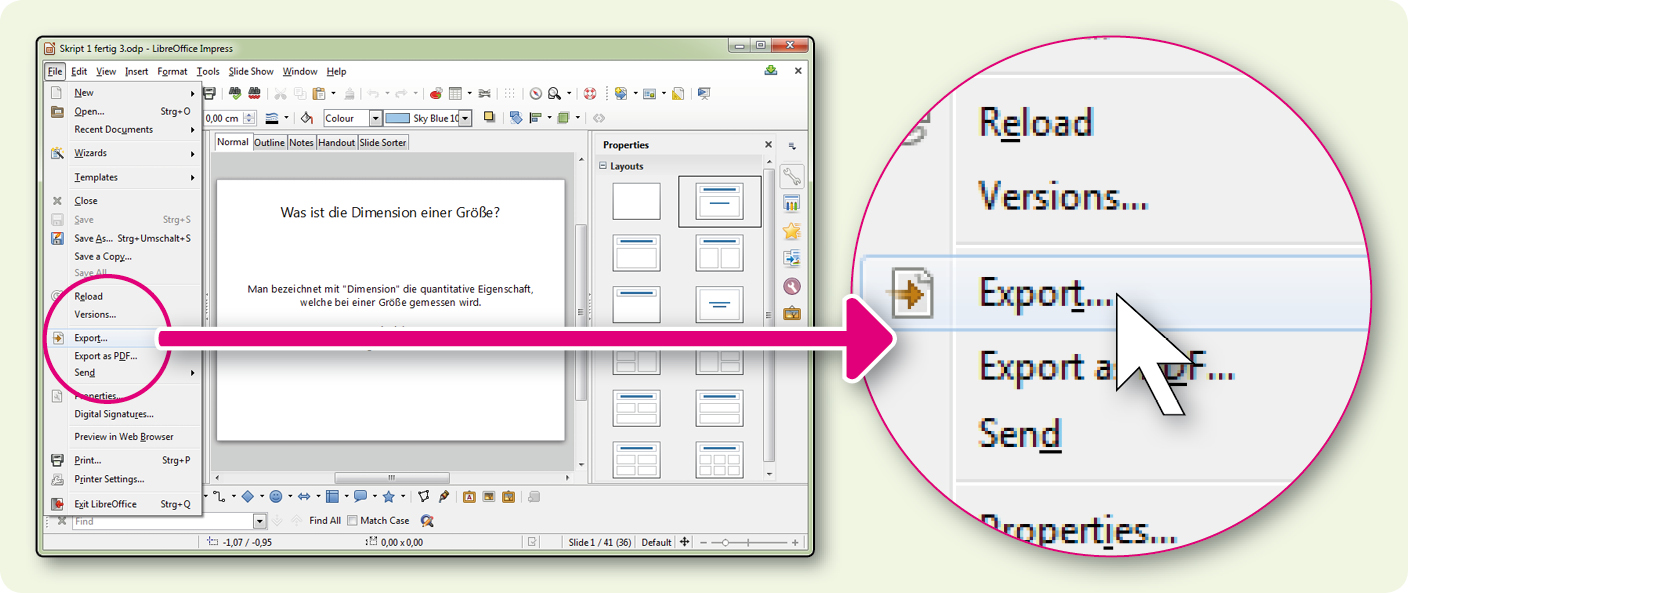 Skript 1 fertig 3.odp - LibreOffice Impress
File Edit View Insert Format Tools Slide Show Window Help
New
Open... Strg+O
Recent Documents
Wizards
Templates
Close
Save Strg+S
Save As... Strg+Umschalt+S
Save a Copy...
Save All
Reload
Versions...
Export...
Export as PDF...
Send
Properties...
Digital Signatures...
Preview in Web Browser
Print... Strg+P
Printer Settings...
Exit LibreOffice Strg+Q
0,00 cm Colour Sky Blue 10
Normal Outline Notes Handout Slide Sorter
Was ist die Dimension einer Größe?
Man bezeichnet mit "Dimension" die quantitative Eigenschaft,
welche bei einer Größe gemessen wird.
Properties
Layouts
Find Find All Match Case
-1,07 / -0,95 0,00 x 0,00 Slide 1 / 41 (36) Default
Reload
Versions...
Export...
Export as PDF...
Send
Properties...